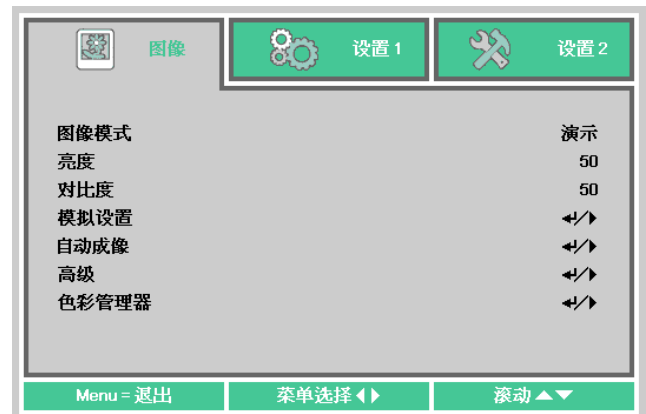 图像 设置 1 设置 2
图像模式 演示
亮度 50
对比度 50
模拟设置 ↵/▶
自动成像 ↵/▶
高级 ↵/▶
色彩管理器 ↵/▶
Menu = 退出 菜单选择 ◀▶ 滚动 ▲▼